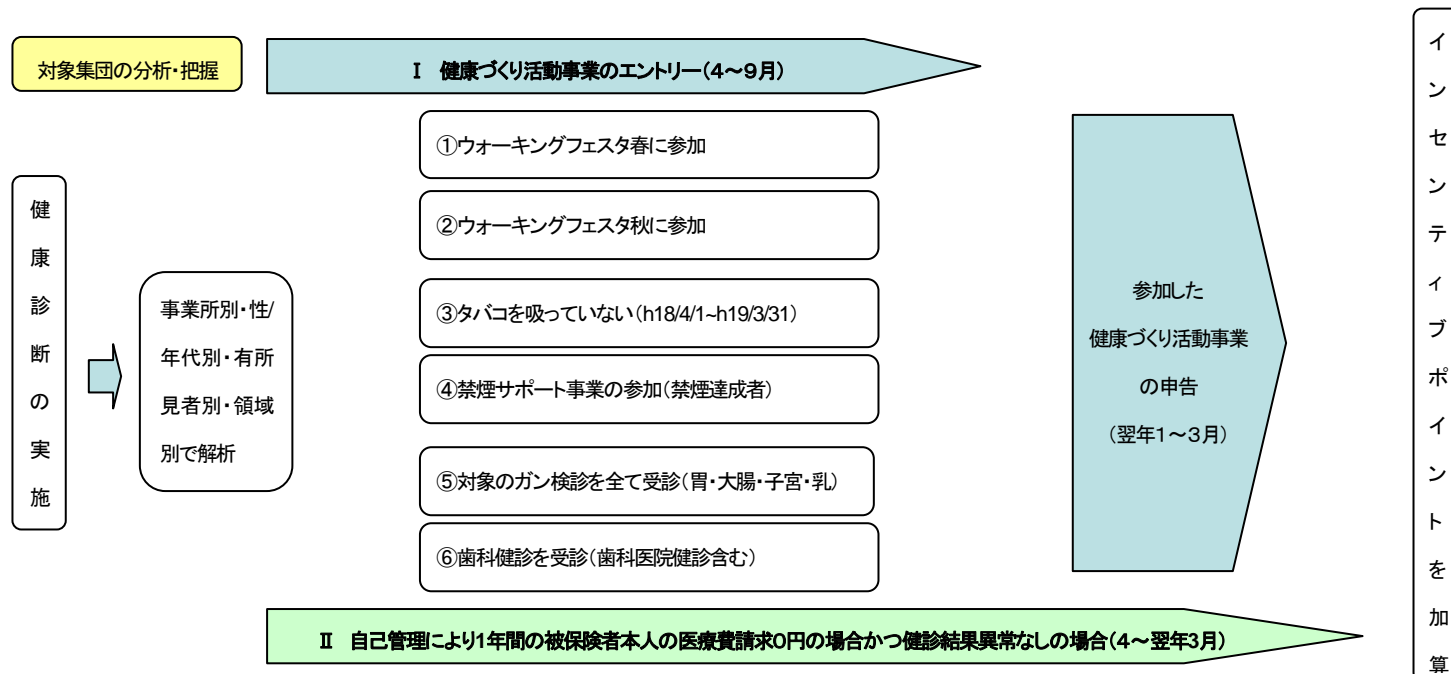 対象集団の分析・把握
Ⅰ 健康づくり活動事業のエントリー(4～9月)
健康診断の実施
事業所別・性/
年代別・有所
見者別・領域
別で解析
①ウォーキングフェスタ春に参加
②ウォーキングフェスタ秋に参加
③タバコを吸っていない(h18/4/1~h19/3/31)
④禁煙サポート事業の参加(禁煙達成者)
⑤対象のガン検診を全て受診(胃・大腸・子宮・乳)
⑥歯科健診を受診(歯科医院健診含む)
参加した
健康づくり活動事業
の申告
(翌年1～3月)
Ⅱ 自己管理により1年間の被保険者本人の医療費請求0円の場合かつ健診結果異常なしの場合(4～翌年3月)
インセンティブポイントを加算